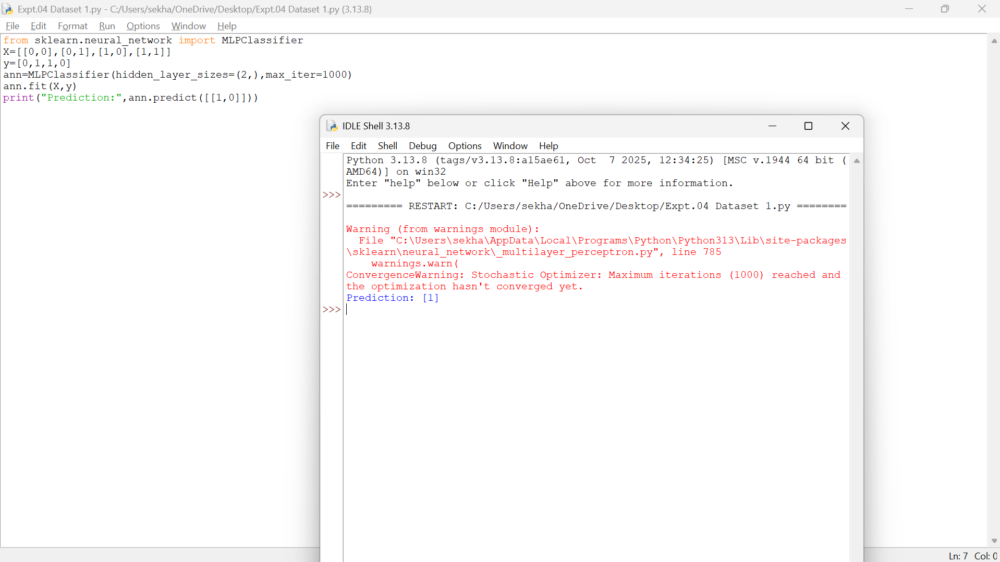 Expt.04 Dataset 1.py - C:/Users/sekha/OneDrive/Desktop/Expt.04 Dataset 1.py (3.13.8)
File Edit Format Run Options Window Help
from sklearn.neural_network import MLPClassifier
X=[[0,0],[0,1],[1,0],[1,1]]
y=[0,1,1,0]
ann=MLPClassifier(hidden_layer_sizes=(2,),max_iter=1000)
ann.fit(X,y)
print("Prediction:",ann.predict([[1,0]]))
IDLE Shell 3.13.8
File Edit Shell Debug Options Window Help
Python 3.13.8 (tags/v3.13.8:a15ae61, Oct  7 2025, 12:34:25) [MSC v.1944 64 bit (
AMD64)] on win32
Enter "help" below or click "Help" above for more information.
>>>
========= RESTART: C:/Users/sekha/OneDrive/Desktop/Expt.04 Dataset 1.py ========
Warning (from warnings module):
  File "C:\Users\sekha\AppData\Local\Programs\Python\Python313\Lib\site-packages
\sklearn\neural_network\_multilayer_perceptron.py", line 785
    warnings.warn(
ConvergenceWarning: Stochastic Optimizer: Maximum iterations (1000) reached and
the optimization hasn't converged yet.
Prediction: [1]
>>>
Ln: 7 Col: 0